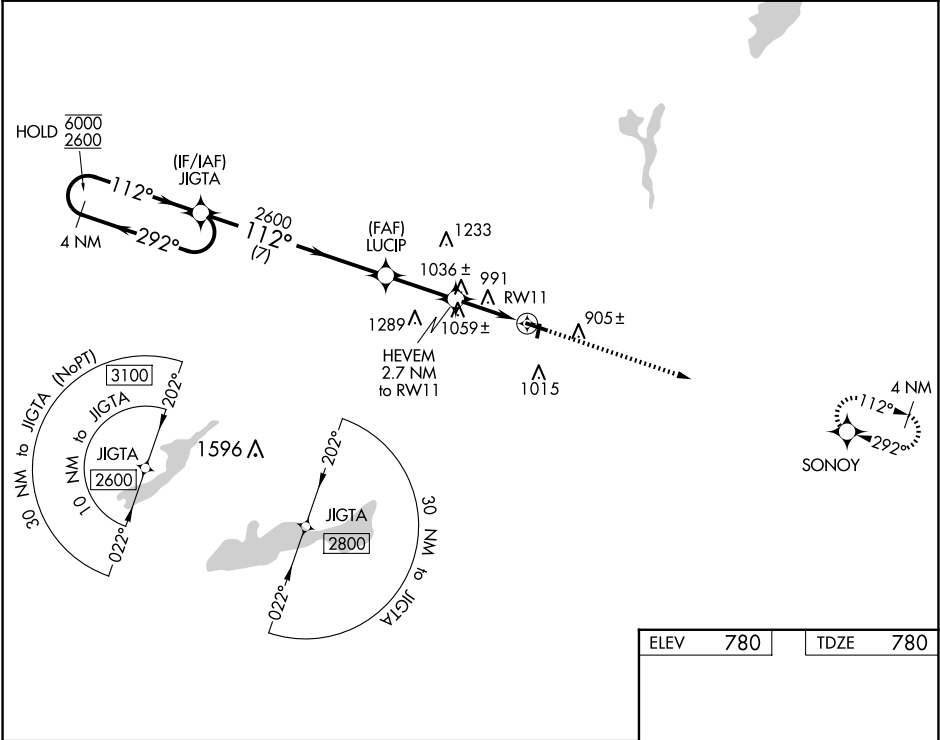 HOLD 6000
2600
(IF/IAF)
JIGTA
112°
292°
4 NM
2600
112°
(7)
(FAF)
LUCIP
1233
1036 ±
991
RW11
1289
1059 ±
905 ±
HEVEM
2.7 NM
to RW11
1015
4 NM
112°
292°
SONOY
30 NM to JIGTA (NoPT)
3100
202°
10 NM to JIGTA
JIGTA
2600
022°
1596
202°
JIGTA
2800
30 NM to JIGTA
022°
ELEV 780
TDZE 780